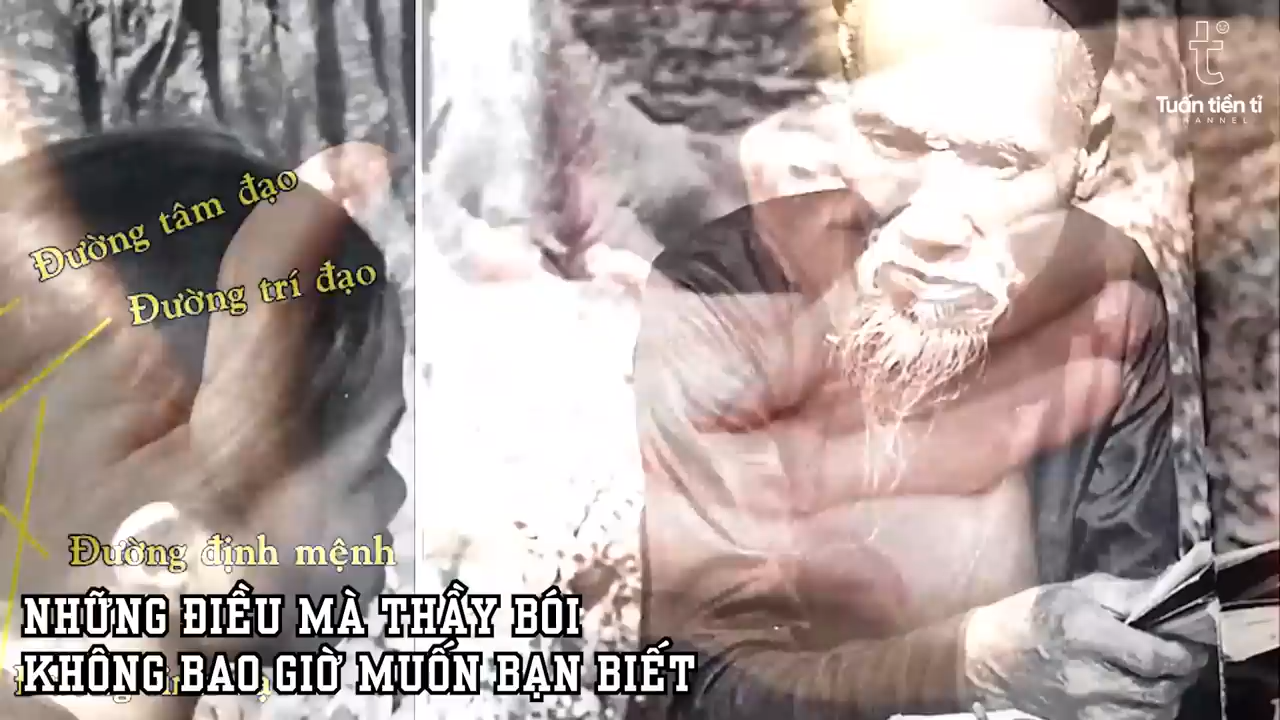 Tuấn tiền tỉ
CHANNEL
Đường tâm đạo
Đường trí đạo
Đường định mệnh
NHỮNG ĐIỀU MÀ THẦY BÓI
KHÔNG BAO GIỜ MUỐN BẠN BIẾT